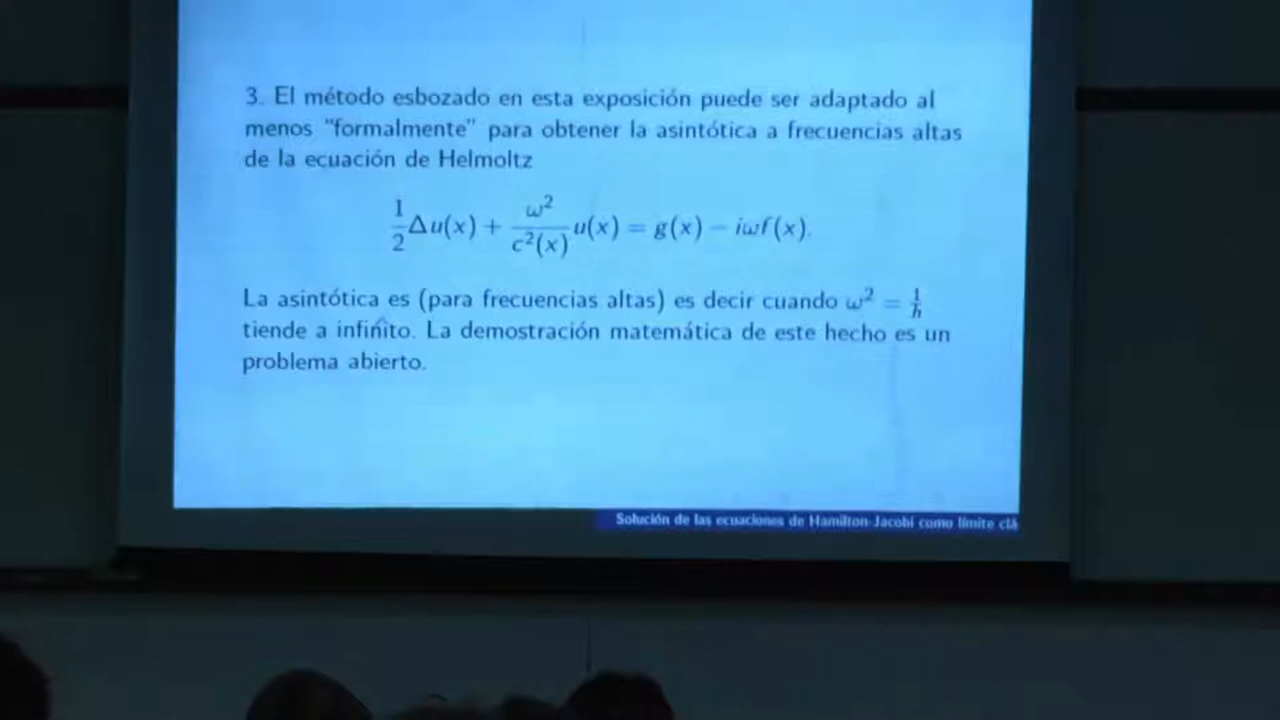 3. El método esbozado en esta exposición puede ser adaptado al
menos "formalmente" para obtener la asintótica a frecuencias altas
de la ecuación de Helmoltz
1/2 Δu(x) + ω²/c²(x) u(x) = g(x) − iωf(x).
La asintótica es (para frecuencias altas) es decir cuando ω² = 1/ħ
tiende a infinito. La demostración matemática de este hecho es un
problema abierto.
Solución de las ecuaciones de Hamilton-Jacobi como límite clá